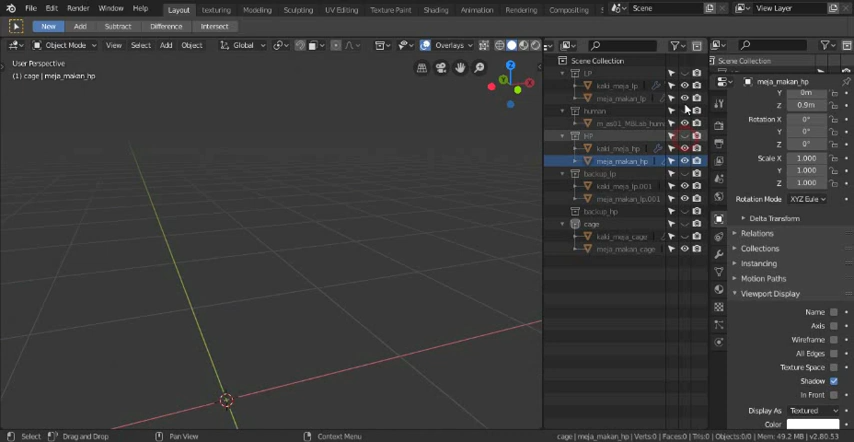 File Edit Render Window Help Layout texturing Modeling Sculpting UV Editing Texture Paint Shading Animation Rendering Compositing Scene View Layer
New Add Subtract Difference Intersect
Object Mode View Select Add Object Global Overlays
User Perspective
(1) cage | meja_makan_hp
Z
Y
Scene Collection
LP
kaki_meja_lp
meja_makan_lp
human
m_as01_MBLab_hum
HP
kaki_meja_hp
meja_makan_hp
backup_lp
kaki_meja_lp.001
meja_makan_lp.001
backup_hp
cage
kaki_meja_cage
meja_makan_cage
Scene Collection
meja_makan_hp
Y 0m
Z 0.9m
Rotation X 0°
Y 0°
Z 0°
Scale X 1.000
Y 1.000
Z 1.000
Rotation Mode XYZ Eule
Delta Transform
Relations
Collections
Instancing
Motion Paths
Viewport Display
Name
Axis
Wireframe
All Edges
Texture Space
Shadow
In Front
Display As Textured
Color
Select Drag and Drop Pan View Context Menu cage | meja_makan_hp | Verts:0 | Faces:0 | Tris:0 | Objects:0/0 | Mem: 49.2 MB | v2.80.53